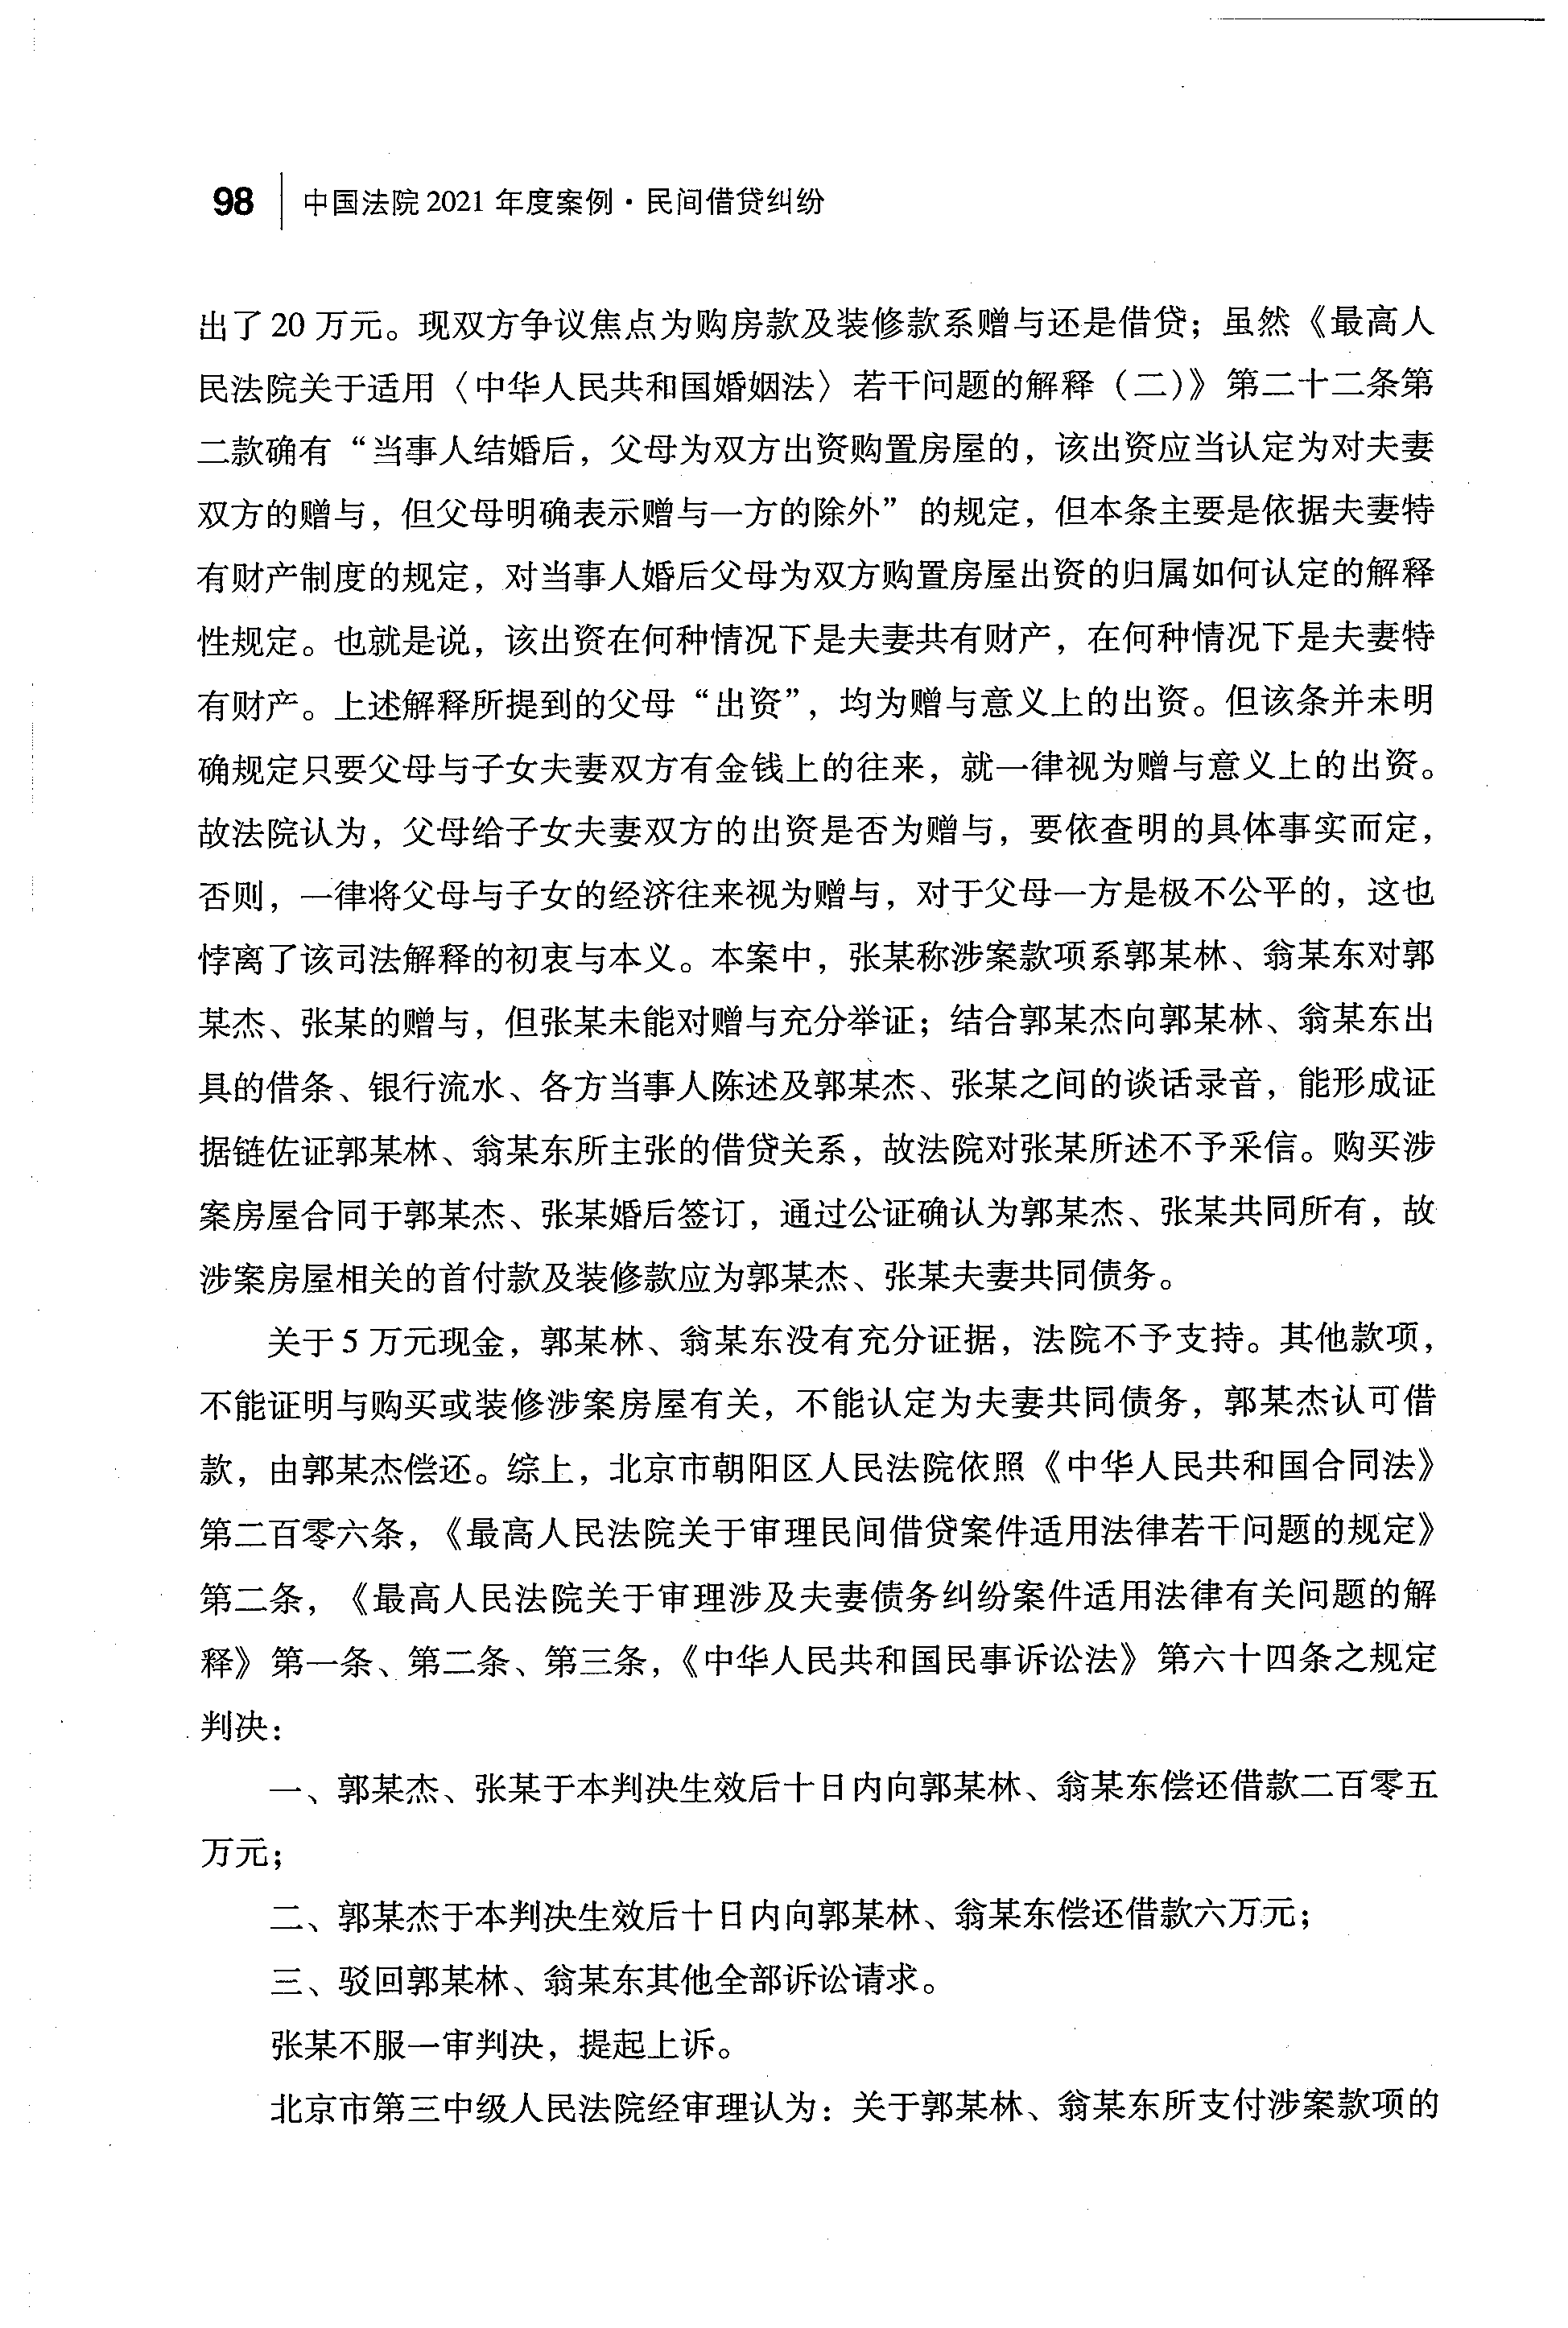 98 中国法院 2021 年度案例·民间借贷纠纷
出了 20 万元。现双方争议焦点为购房款及装修款系赠与还是借贷；虽然《最高人
民法院关于适用〈中华人民共和国婚姻法〉若干问题的解释（二）》第二十二条第
二款确有“当事人结婚后，父母为双方出资购置房屋的，该出资应当认定为对夫妻
双方的赠与，但父母明确表示赠与一方的除外”的规定，但本条主要是依据夫妻特
有财产制度的规定，对当事人婚后父母为双方购置房屋出资的归属如何认定的解释
性规定。也就是说，该出资在何种情况下是夫妻共有财产，在何种情况下是夫妻特
有财产。上述解释所提到的父母“出资”，均为赠与意义上的出资。但该条并未明
确规定只要父母与子女夫妻双方有金钱上的往来，就一律视为赠与意义上的出资。
故法院认为，父母给子女夫妻双方的出资是否为赠与，要依查明的具体事实而定，
否则，一律将父母与子女的经济往来视为赠与，对于父母一方是极不公平的，这也
悖离了该司法解释的初衷与本义。本案中，张某称涉案款项系郭某林、翁某东对郭
某杰、张某的赠与，但张某未能对赠与充分举证；结合郭某杰向郭某林、翁某东出
具的借条、银行流水、各方当事人陈述及郭某杰、张某之间的谈话录音，能形成证
据链佐证郭某林、翁某东所主张的借贷关系，故法院对张某所述不予采信。购买涉
案房屋合同于郭某杰、张某婚后签订，通过公证确认为郭某杰、张某共同所有，故
涉案房屋相关的首付款及装修款应为郭某杰、张某夫妻共同债务。
关于 5 万元现金，郭某林、翁某东没有充分证据，法院不予支持。其他款项，
不能证明与购买或装修涉案房屋有关，不能认定为夫妻共同债务，郭某杰认可借
款，由郭某杰偿还。综上，北京市朝阳区人民法院依照《中华人民共和国合同法》
第二百零六条，《最高人民法院关于审理民间借贷案件适用法律若干问题的规定》
第二条，《最高人民法院关于审理涉及夫妻债务纠纷案件适用法律有关问题的解
释》第一条、第二条、第三条，《中华人民共和国民事诉讼法》第六十四条之规定
判决：
一、郭某杰、张某于本判决生效后十日内向郭某林、翁某东偿还借款二百零五
万元；
二、郭某杰于本判决生效后十日内向郭某林、翁某东偿还借款六万元；
三、驳回郭某林、翁某东其他全部诉讼请求。
张某不服一审判决，提起上诉。
北京市第三中级人民法院经审理认为：关于郭某林、翁某东所支付涉案款项的